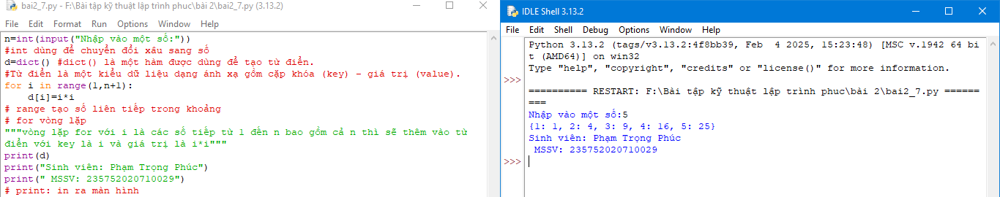 bai2_7.py - F:\Bài tập kỹ thuật lập trình phuc\bài 2\bai2_7.py (3.13.2)
File Edit Format Run Options Window Help
n=int(input("Nhập vào một số:"))
#int dùng để chuyển đổi xâu sang số
d=dict() #dict() là một hàm được dùng để tạo từ điển.
#Từ điển là một kiểu dữ liệu dạng ánh xạ gồm cặp khóa (key) - giá trị (value).
for i in range(1,n+1):
    d[i]=i*i
# range tạo số liên tiếp trong khoảng
# for vòng lặp
"""vòng lặp for với i là các số tiếp từ 1 đến n bao gồm cả n thì sẽ thêm vào từ
điển với key là i và giá trị là i*i"""
print(d)
print("Sinh viên: Phạm Trọng Phúc")
print(" MSSV: 235752020710029")
# print: in ra màn hình
IDLE Shell 3.13.2
File Edit Shell Debug Options Window Help
Python 3.13.2 (tags/v3.13.2:4f8bb39, Feb  4 2025, 15:23:48) [MSC v.1942 64 bi
t (AMD64)] on win32
Type "help", "copyright", "credits" or "license()" for more information.
>>>
========== RESTART: F:\Bài tập kỹ thuật lập trình phuc\bài 2\bai2_7.py ======
===
Nhập vào một số:5
{1: 1, 2: 4, 3: 9, 4: 16, 5: 25}
Sinh viên: Phạm Trọng Phúc
 MSSV: 235752020710029
>>>